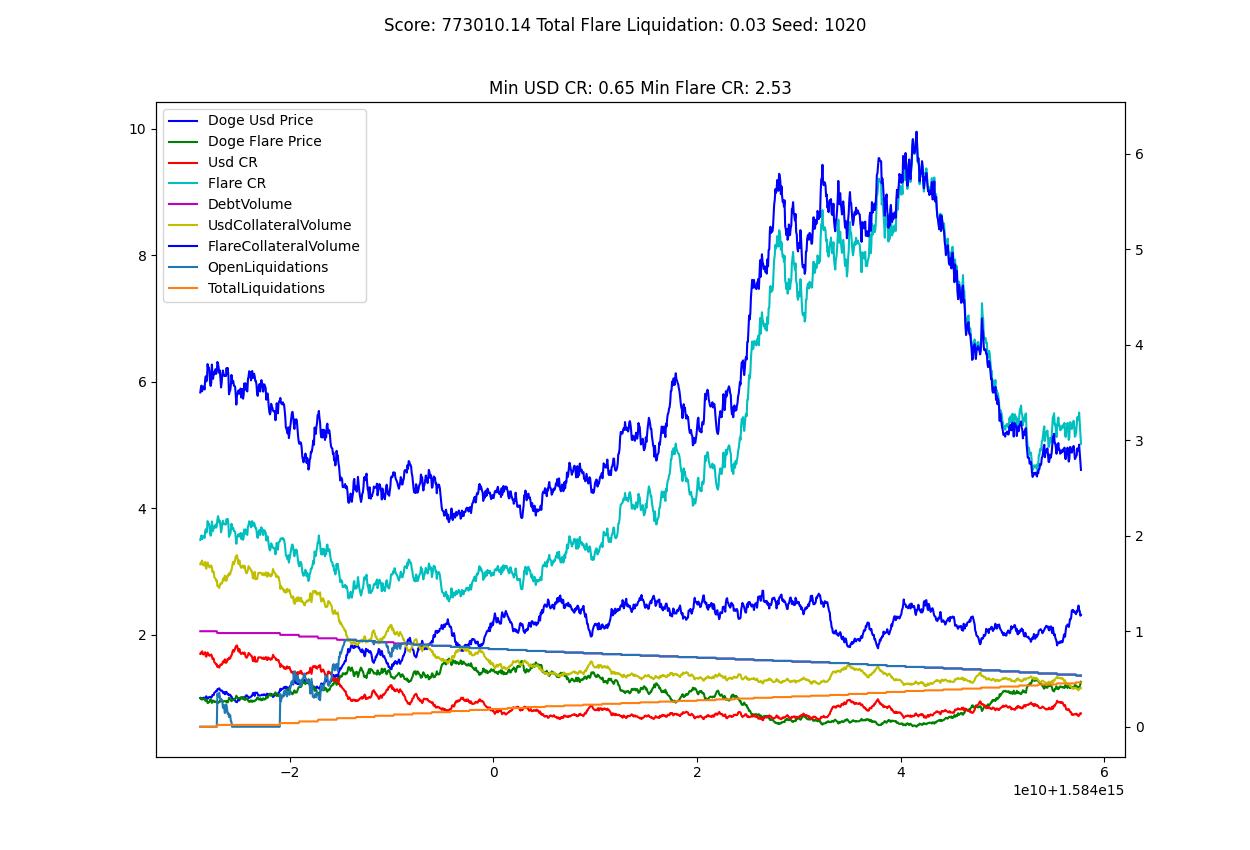 Score: 773010.14 Total Flare Liquidation: 0.03 Seed: 1020
Min USD CR: 0.65 Min Flare CR: 2.53
Doge Usd Price
Doge Flare Price
Usd CR
Flare CR
DebtVolume
UsdCollateralVolume
FlareCollateralVolume
OpenLiquidations
TotalLiquidations
10
8
6
4
2
6
5
4
3
2
1
0
−2
0
2
4
6
1e10+1.584e15